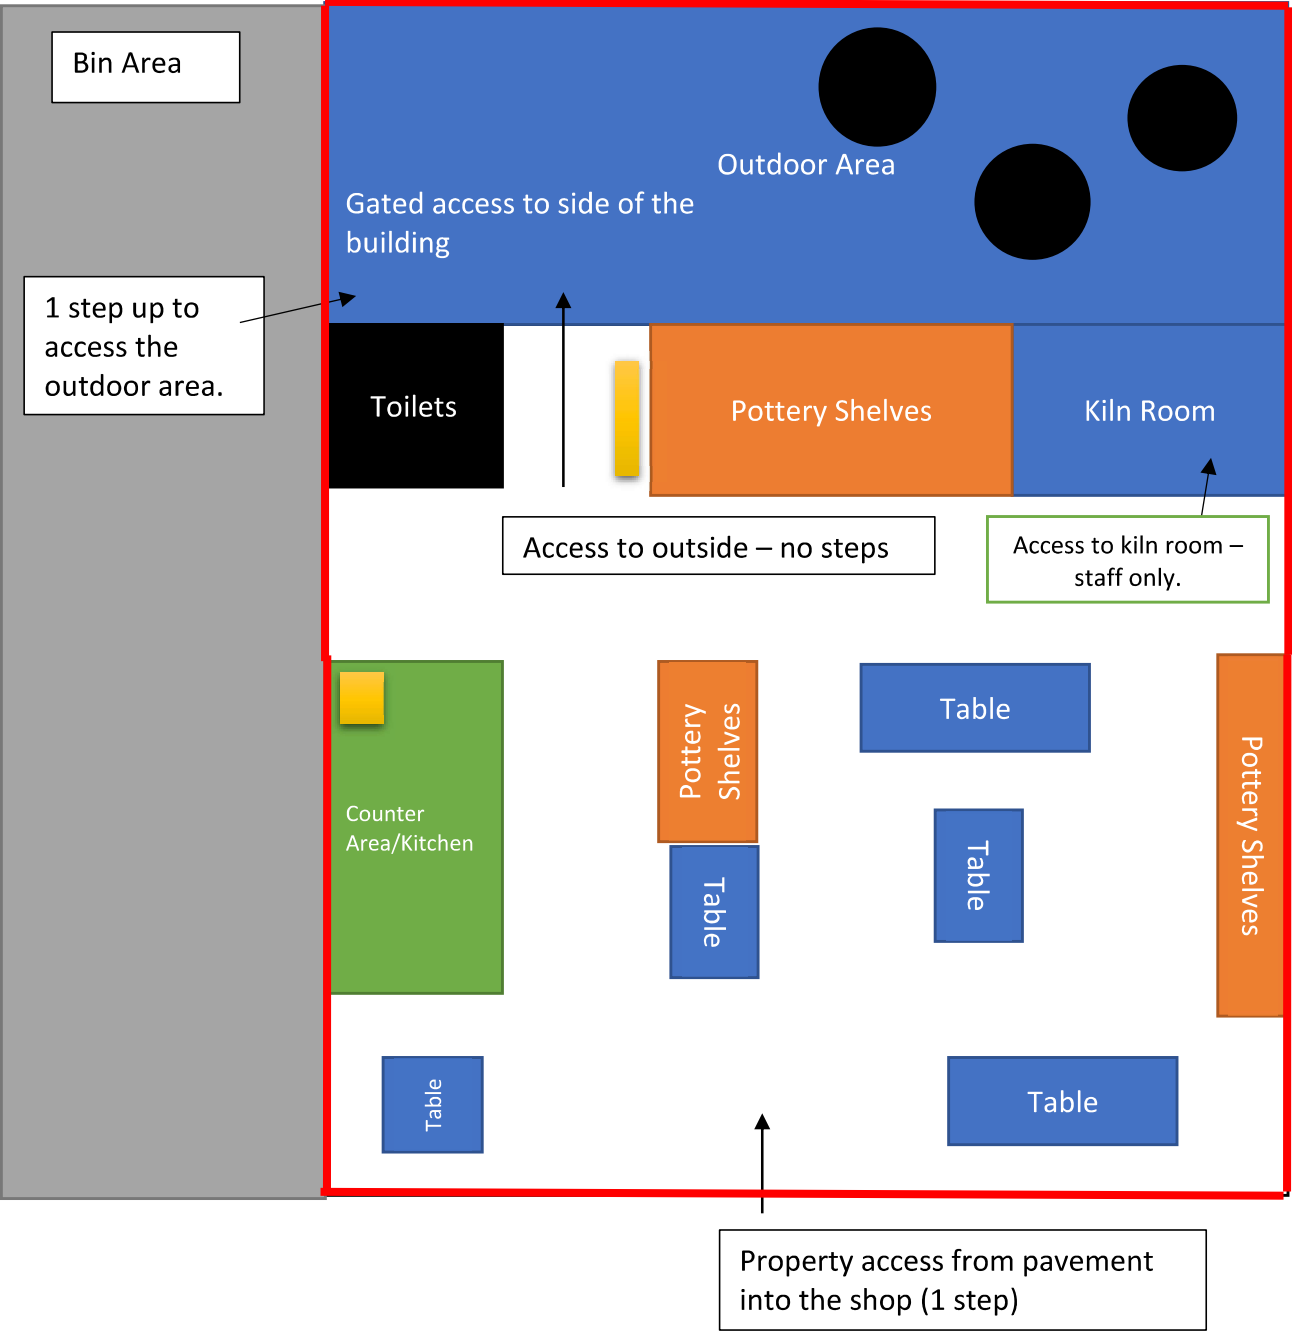 Bin Area
Outdoor Area
Gated access to side of the
building
1 step up to
access the
outdoor area.
Toilets
Pottery Shelves
Kiln Room
Access to outside – no steps
Access to kiln room –
staff only.
Pottery
Shelves
Table
Pottery Shelves
Counter
Area/Kitchen
Table
Table
Table
Table
Property access from pavement
into the shop (1 step)